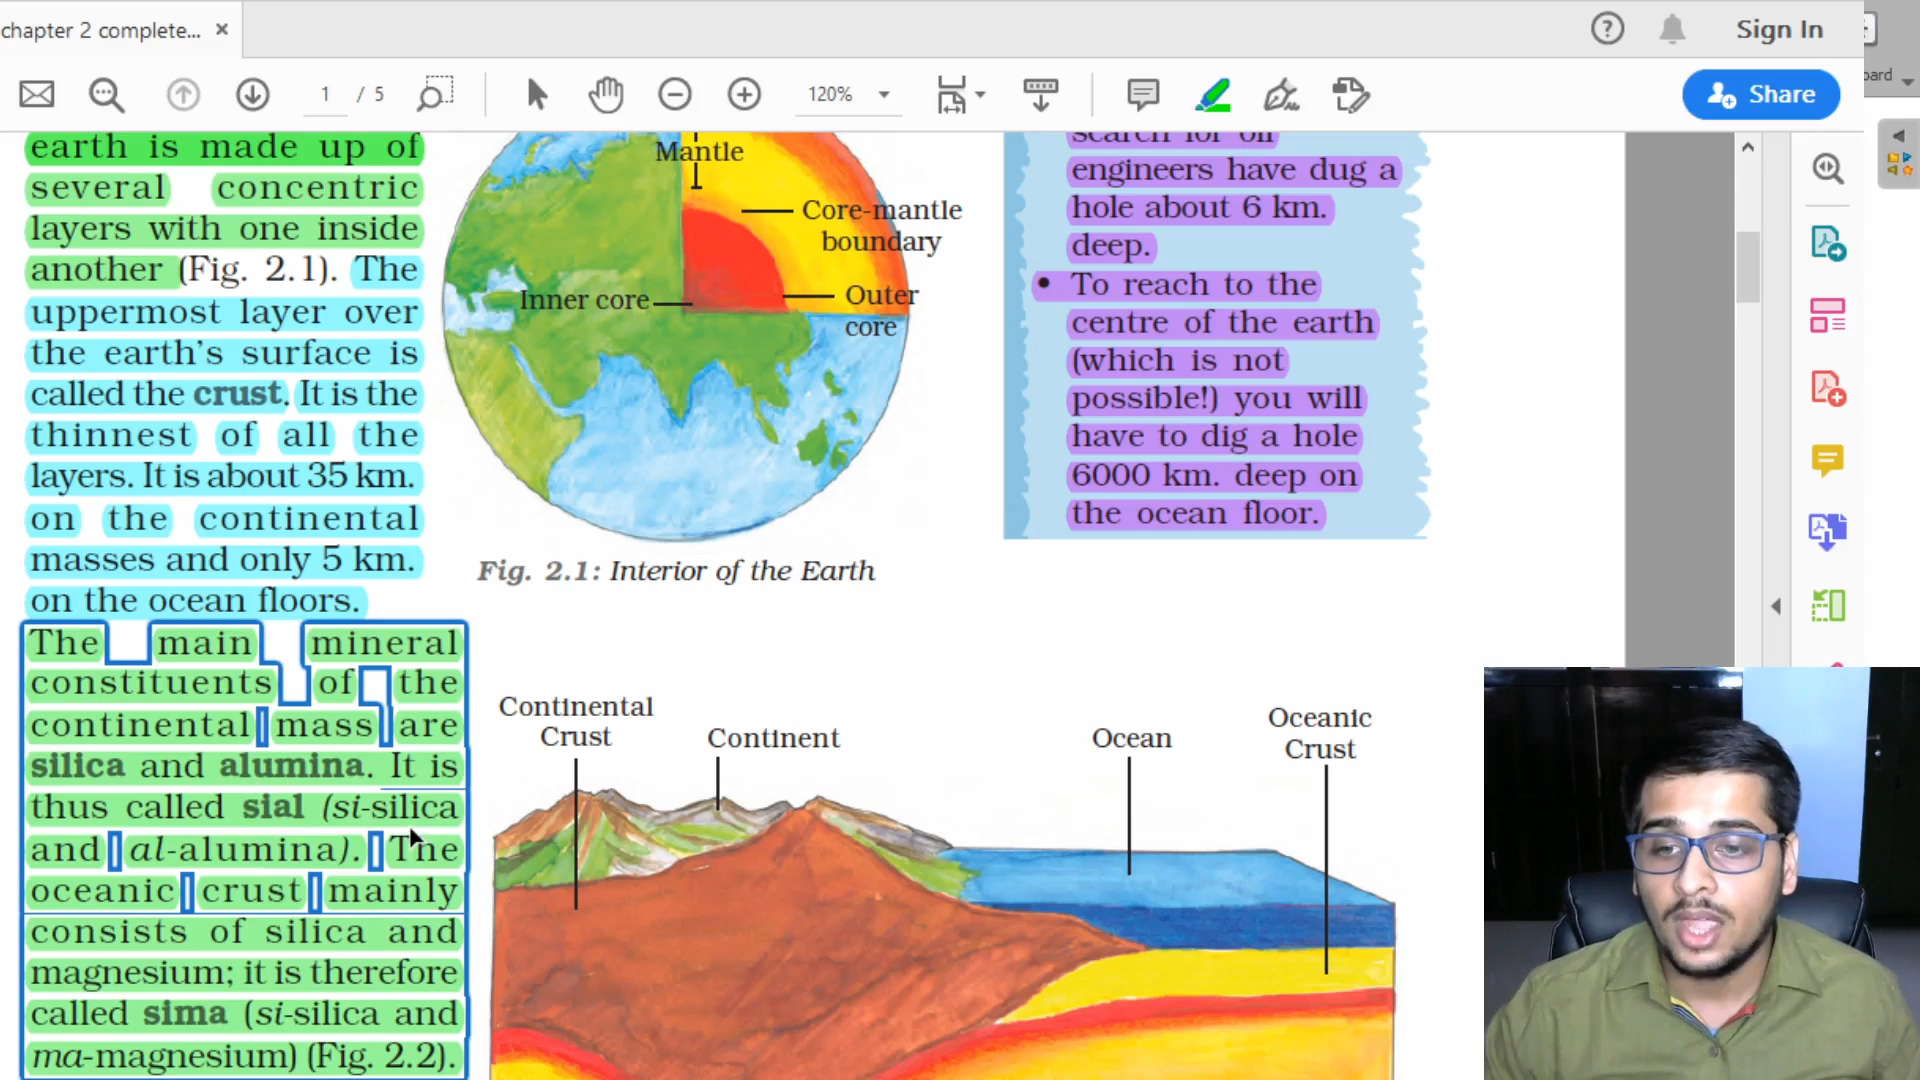 chapter 2 complete...
Sign In
1 / 5
120%
Share
oard
earth is made up of
several concentric
layers with one inside
another (Fig. 2.1). The
uppermost layer over
the earth's surface is
called the crust. It is the
thinnest of all the
layers. It is about 35 km.
on the continental
masses and only 5 km.
on the ocean floors.
The main mineral
constituents of the
continental mass are
silica and alumina. It is
thus called sial (si-silica
and al-alumina). The
oceanic crust mainly
consists of silica and
magnesium; it is therefore
called sima (si-silica and
ma-magnesium) (Fig. 2.2).
Mantle
Core-mantle
boundary
Inner core
Outer
core
Fig. 2.1: Interior of the Earth
search for oil
engineers have dug a
hole about 6 km.
deep.
• To reach to the
centre of the earth
(which is not
possible!) you will
have to dig a hole
6000 km. deep on
the ocean floor.
Continental
Crust
Continent
Ocean
Oceanic
Crust